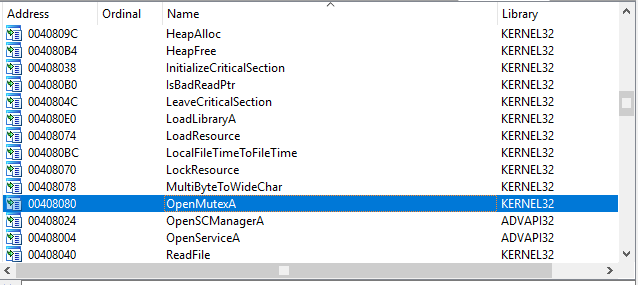 Address Ordinal Name Library
0040809C HeapAlloc KERNEL32
004080B4 HeapFree KERNEL32
00408038 InitializeCriticalSection KERNEL32
004080B0 IsBadReadPtr KERNEL32
0040804C LeaveCriticalSection KERNEL32
004080E0 LoadLibraryA KERNEL32
00408074 LoadResource KERNEL32
004080BC LocalFileTimeToFileTime KERNEL32
00408070 LockResource KERNEL32
00408078 MultiByteToWideChar KERNEL32
00408080 OpenMutexA KERNEL32
00408024 OpenSCManagerA ADVAPI32
00408004 OpenServiceA ADVAPI32
00408040 ReadFile KERNEL32